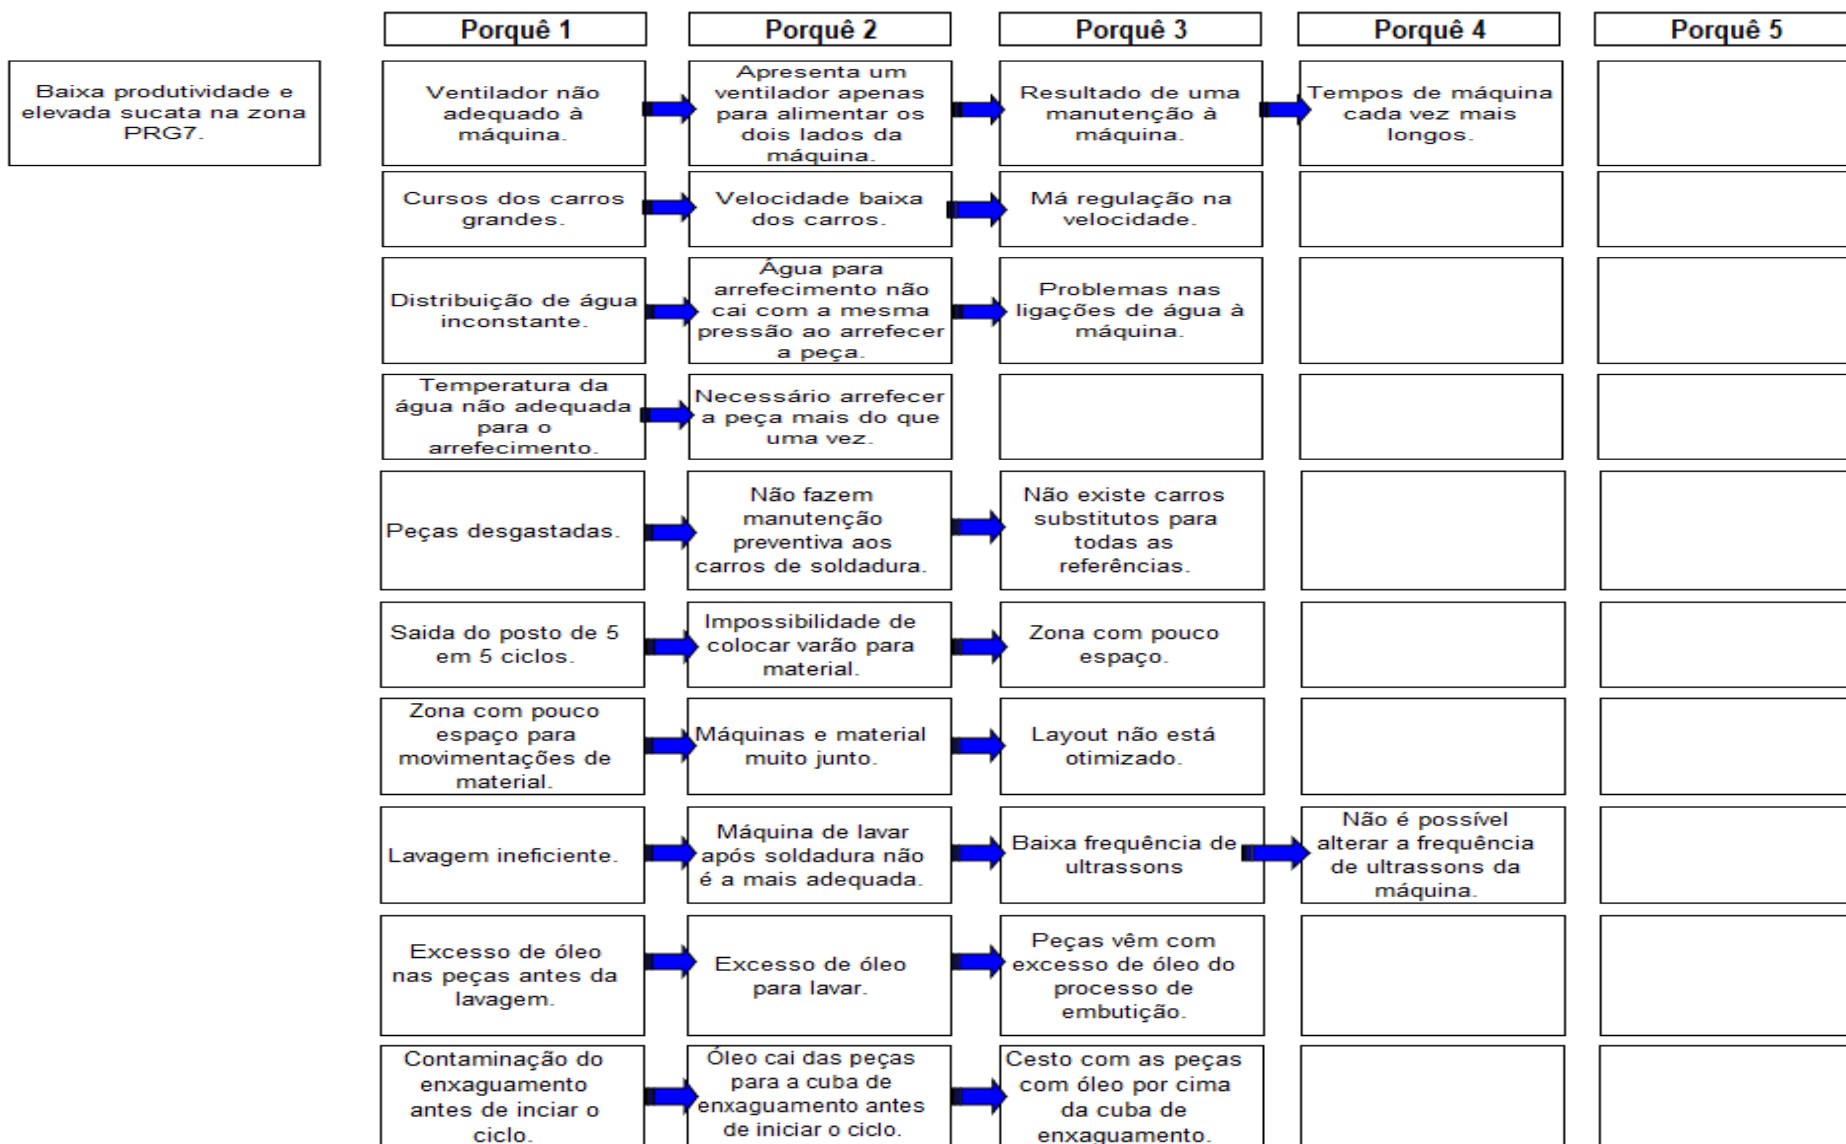 Porquê 1
Porquê 2
Porquê 3
Porquê 4
Porquê 5
Baixa produtividade e
elevada sucata na zona
PRG7.
Ventilador não
adequado à
máquina.
Apresenta um
ventilador apenas
para alimentar os
dois lados da
máquina.
Resultado de uma
manutenção à
máquina.
Tempos de máquina
cada vez mais
longos.
Cursos dos carros
grandes.
Velocidade baixa
dos carros.
Má regulação na
velocidade.
Distribuição de água
inconstante.
Água para
arrefecimento não
cai com a mesma
pressão ao arrefecer
a peça.
Problemas nas
ligações de água à
máquina.
Temperatura da
água não adequada
para o
arrefecimento.
Necessário arrefecer
a peça mais do que
uma vez.
Peças desgastadas.
Não fazem
manutenção
preventiva aos
carros de soldadura.
Não existe carros
substitutos para
todas as
referências.
Saida do posto de 5
em 5 ciclos.
Impossibilidade de
colocar varão para
material.
Zona com pouco
espaço.
Zona com pouco
espaço para
movimentações de
material.
Máquinas e material
muito junto.
Layout não está
otimizado.
Lavagem ineficiente.
Máquina de lavar
após soldadura não
é a mais adequada.
Baixa frequência de
ultrassons
Não é possível
alterar a frequência
de ultrassons da
máquina.
Excesso de óleo
nas peças antes da
lavagem.
Excesso de óleo
para lavar.
Peças vêm com
excesso de óleo do
processo de
embutição.
Contaminação do
enxaguamento
antes de inciar o
ciclo.
Óleo cai das peças
para a cuba de
enxaguamento antes
de iniciar o ciclo.
Cesto com as peças
com óleo por cima
da cuba de
enxaguamento.